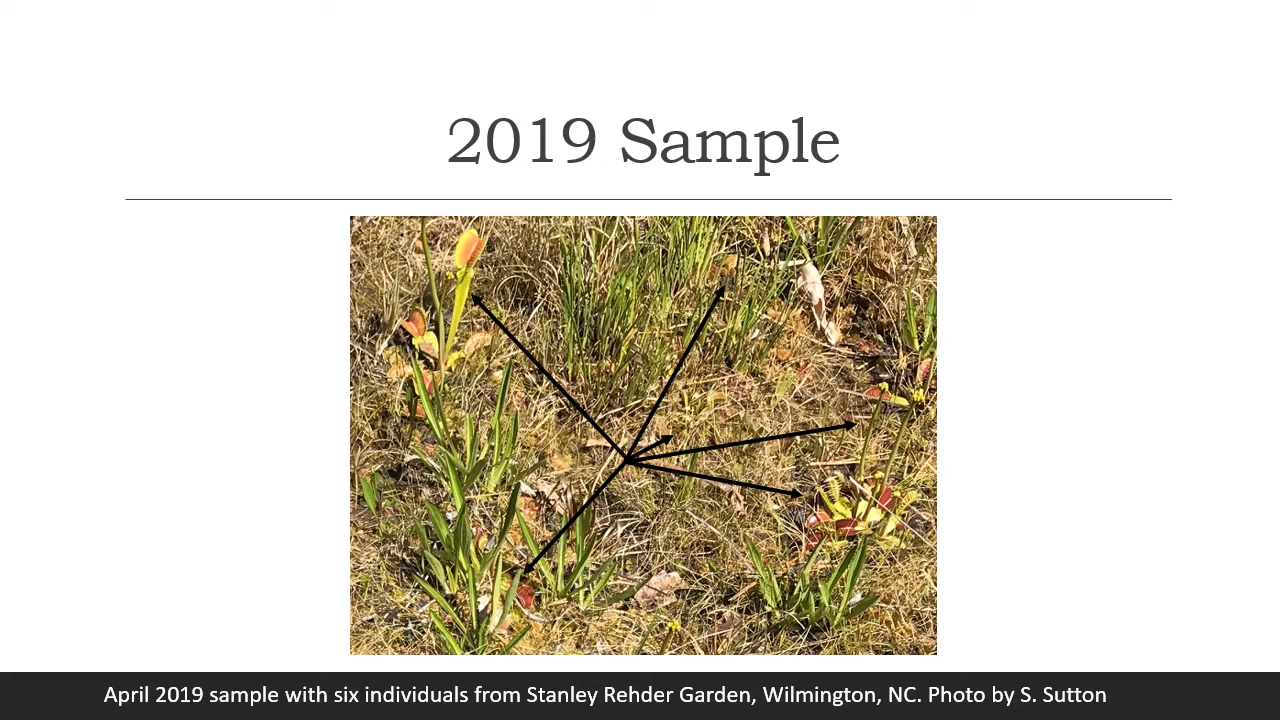 2019 Sample
April 2019 sample with six individuals from Stanley Rehder Garden, Wilmington, NC. Photo by S. Sutton